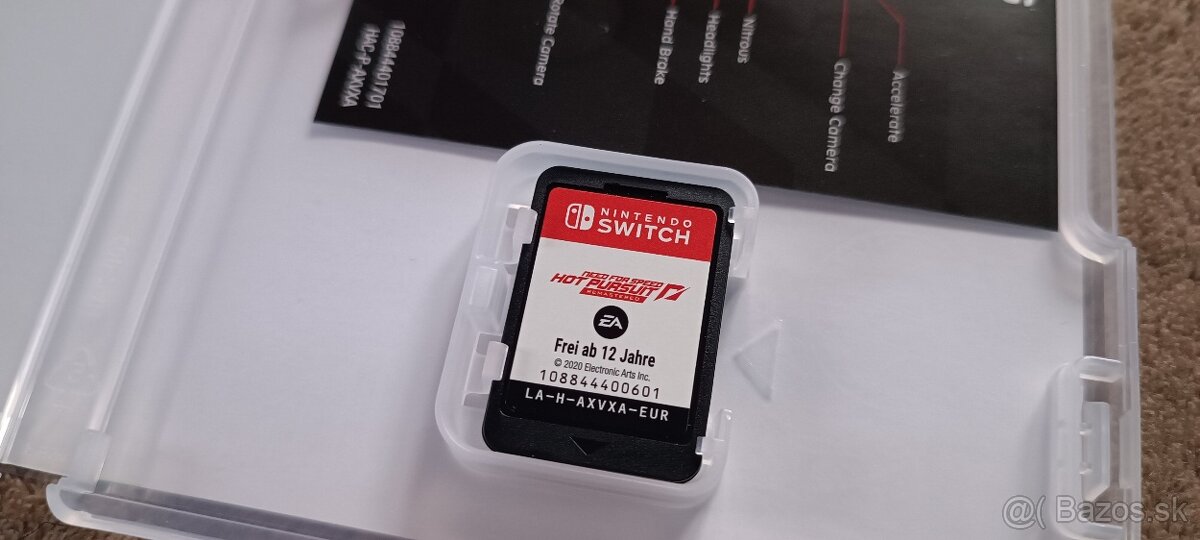 Rotate Camera
Hand Brake
Headlights
Nitrous
Change Camera
Accelerate
108844401701
HAC-P-AXVXA
NINTENDO
SWITCH
NEED FOR SPEED
HOT PURSUIT
REMASTERED
EA
Frei ab 12 Jahre
© 2020 Electronic Arts Inc.
108844400601
LA-H-AXVXA-EUR
@( Bazos.sk